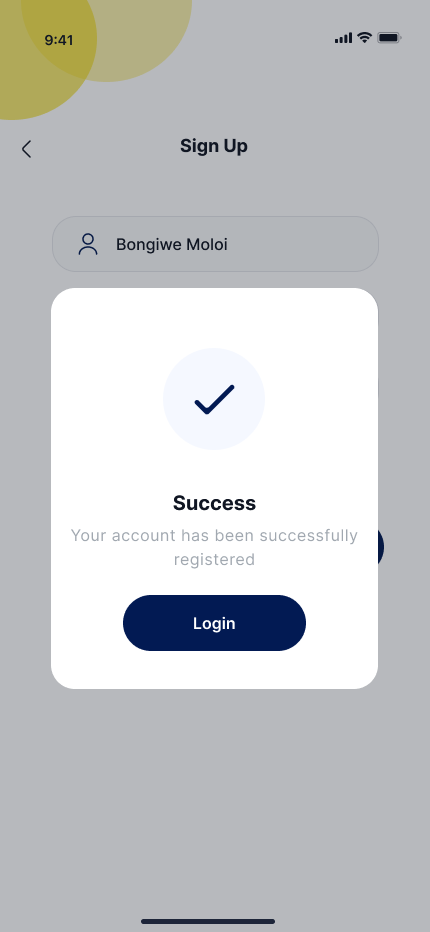 9:41
Sign Up
Bongiwe Moloi
Success
Your account has been successfully
registered
Login